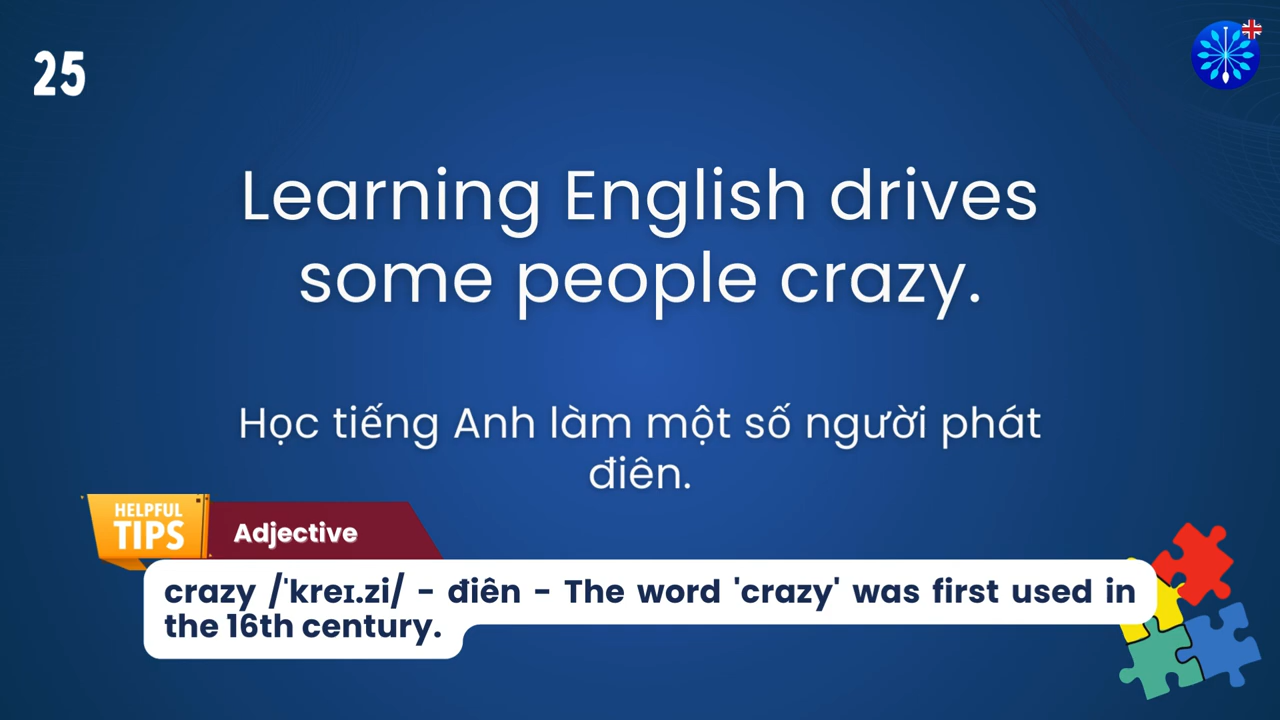 25
Learning English drives
some people crazy.
Học tiếng Anh làm một số người phát
điên.
HELPFUL
TIPS
Adjective
crazy /ˈkreɪ.zi/ - điên - The word 'crazy' was first used in
the 16th century.